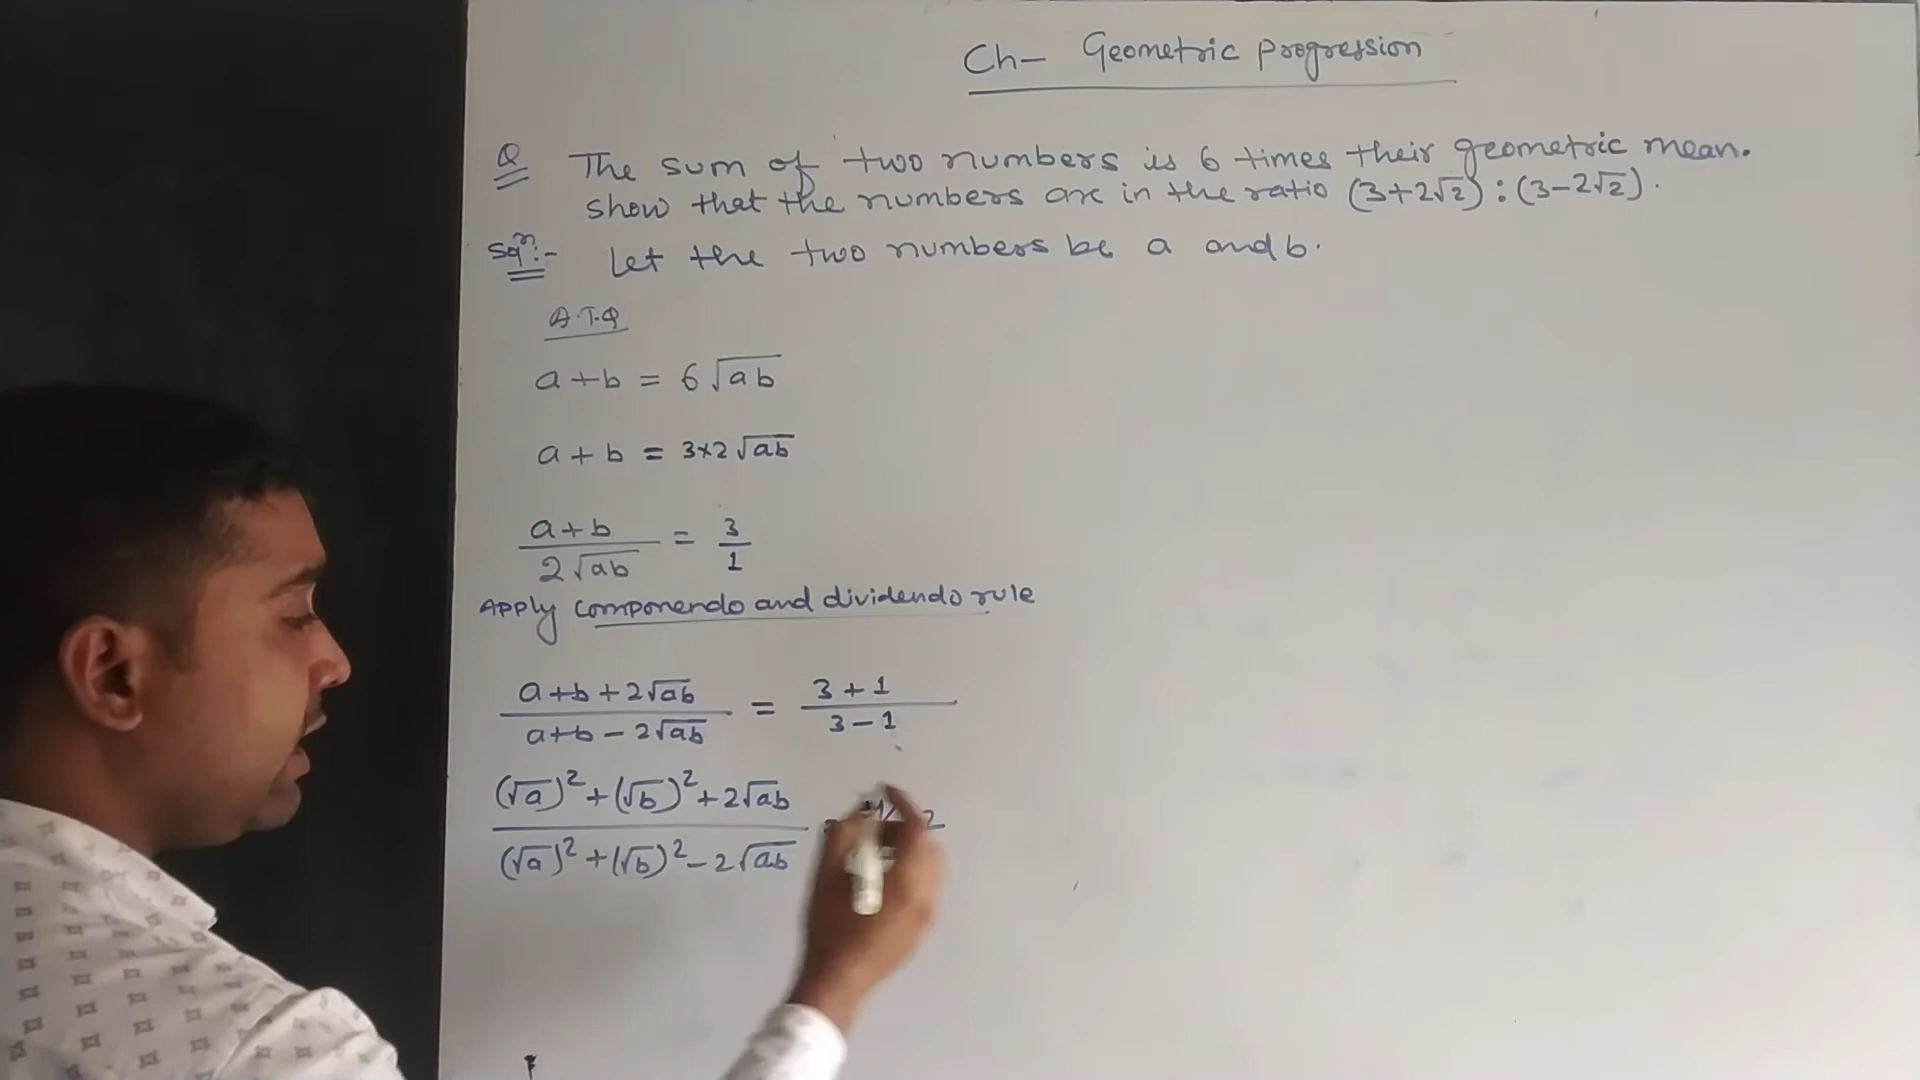 Ch- Geometric progression
Q The sum of two numbers is 6 times their geometric mean.
show that the numbers are in the ratio (3+2√2) : (3-2√2).
Solⁿ:- Let the two numbers be a and b.
A.T.Q
a+b = 6√ab
a+b = 3×2√ab
a+b / 2√ab = 3/1
Apply componendo and dividendo rule
a+b+2√ab / a+b-2√ab = 3+1 / 3-1
(√a)²+(√b)²+2√ab / (√a)²+(√b)²-2√ab 2